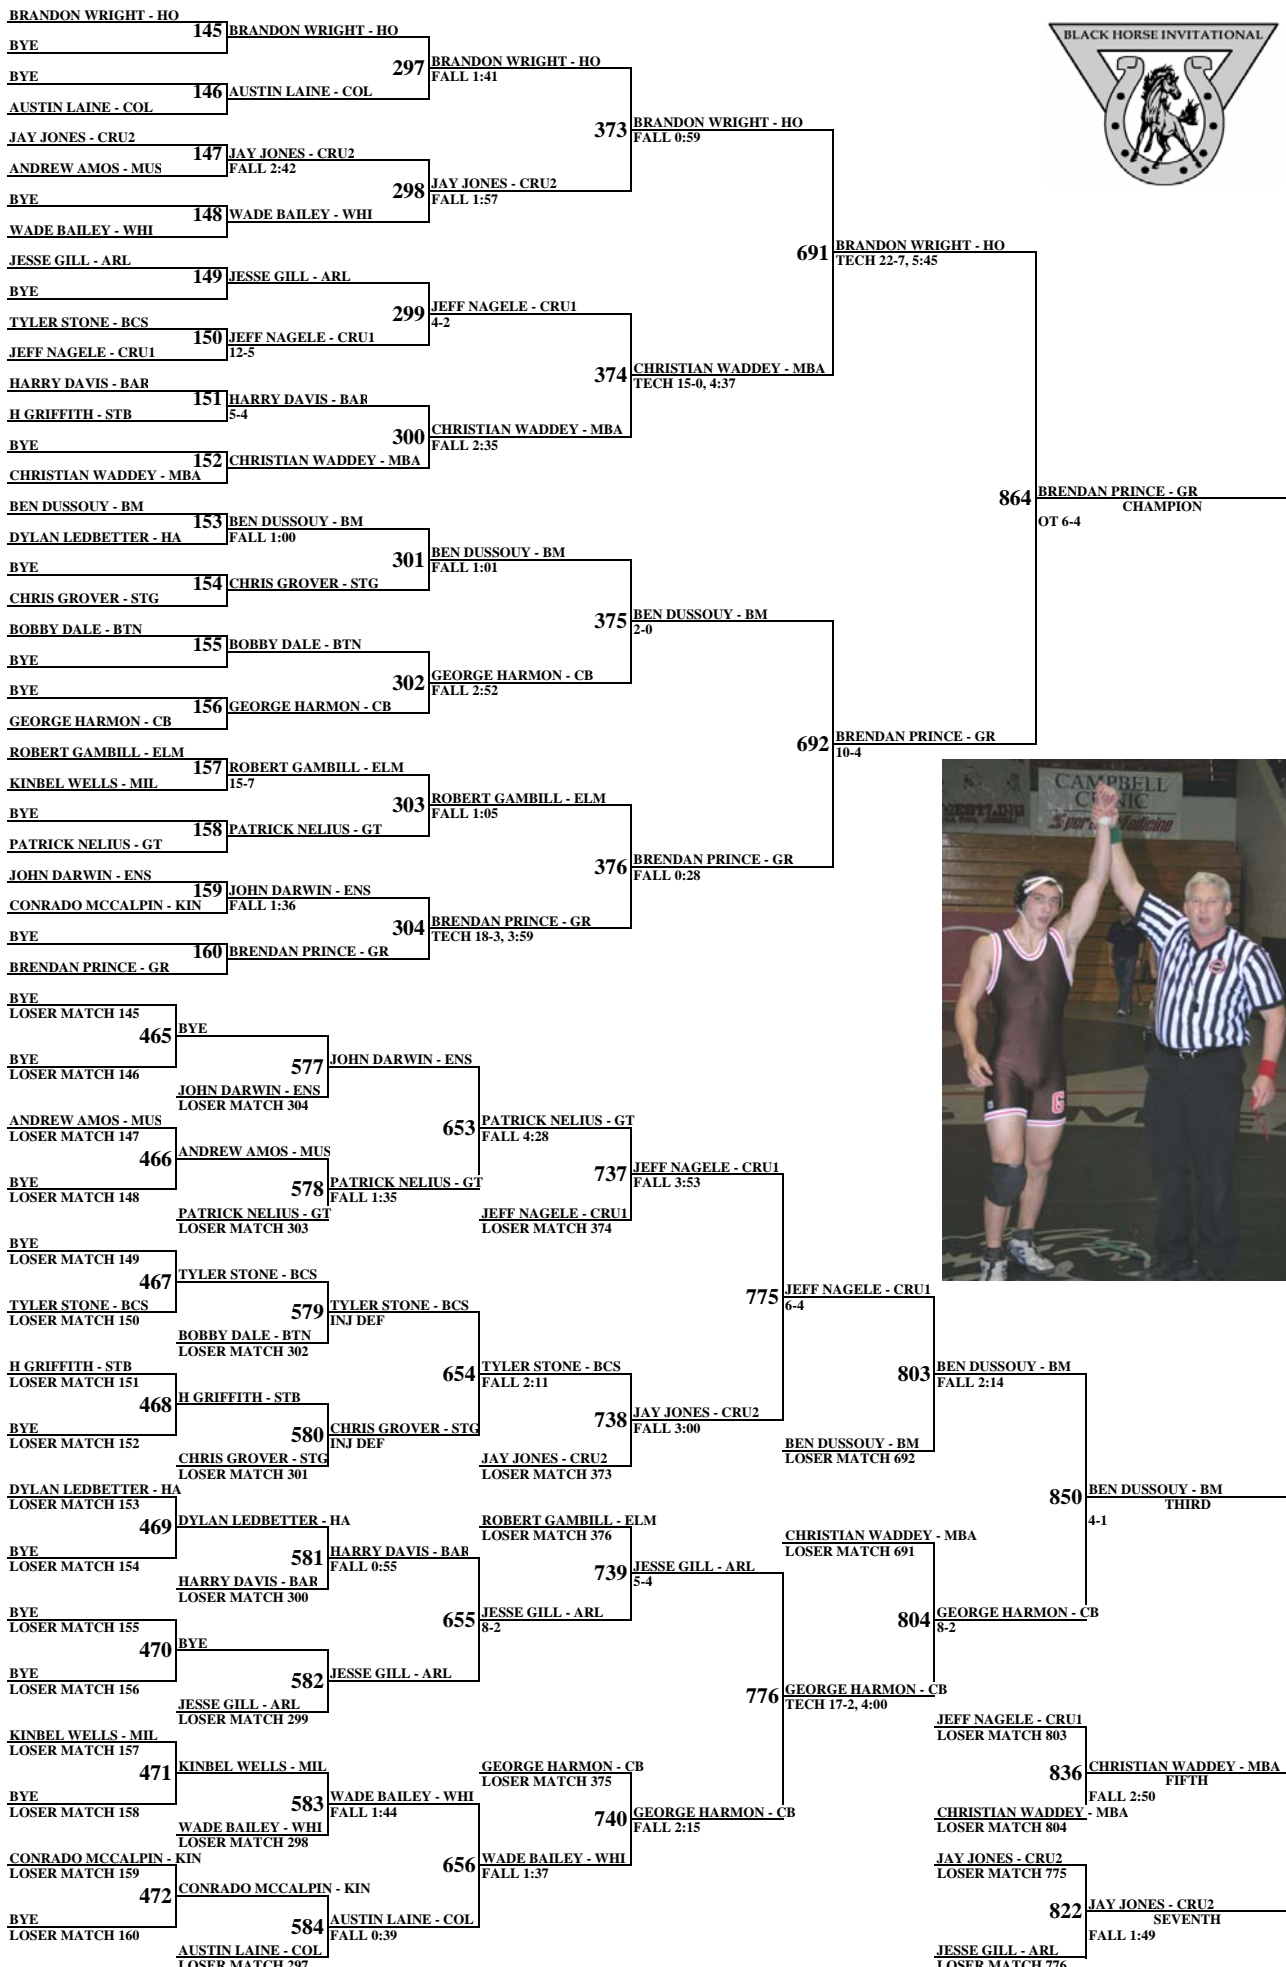 BLACK HORSE INVITATIONAL
BRANDON WRIGHT - HO
BYE
145
BRANDON WRIGHT - HO
BYE
AUSTIN LAINE - COL
146
AUSTIN LAINE - COL
297
BRANDON WRIGHT - HO
FALL 1:41
JAY JONES - CRU2
ANDREW AMOS - MUS
147
JAY JONES - CRU2
FALL 2:42
BYE
WADE BAILEY - WHI
148
WADE BAILEY - WHI
298
JAY JONES - CRU2
FALL 1:57
373
BRANDON WRIGHT - HO
FALL 0:59
JESSE GILL - ARL
BYE
149
JESSE GILL - ARL
TYLER STONE - BCS
JEFF NAGELE - CRU1
150
JEFF NAGELE - CRU1
12-5
299
JEFF NAGELE - CRU1
4-2
HARRY DAVIS - BAR
H GRIFFITH - STB
151
HARRY DAVIS - BAR
5-4
BYE
CHRISTIAN WADDEY - MBA
152
CHRISTIAN WADDEY - MBA
300
CHRISTIAN WADDEY - MBA
FALL 2:35
374
CHRISTIAN WADDEY - MBA
TECH 15-0, 4:37
691
BRANDON WRIGHT - HO
TECH 22-7, 5:45
BEN DUSSOUY - BM
DYLAN LEDBETTER - HA
153
BEN DUSSOUY - BM
FALL 1:00
BYE
CHRIS GROVER - STG
154
CHRIS GROVER - STG
301
BEN DUSSOUY - BM
FALL 1:01
BOBBY DALE - BTN
BYE
155
BOBBY DALE - BTN
BYE
GEORGE HARMON - CB
156
GEORGE HARMON - CB
302
GEORGE HARMON - CB
FALL 2:52
375
BEN DUSSOUY - BM
2-0
ROBERT GAMBILL - ELM
KINBEL WELLS - MIL
157
ROBERT GAMBILL - ELM
15-7
BYE
PATRICK NELIUS - GT
158
PATRICK NELIUS - GT
303
ROBERT GAMBILL - ELM
FALL 1:05
JOHN DARWIN - ENS
CONRADO MCCALPIN - KIN
159
JOHN DARWIN - ENS
FALL 1:36
BYE
BRENDAN PRINCE - GR
160
BRENDAN PRINCE - GR
304
BRENDAN PRINCE - GR
TECH 18-3, 3:59
376
BRENDAN PRINCE - GR
FALL 0:28
692
BRENDAN PRINCE - GR
10-4
864
BRENDAN PRINCE - GR
CHAMPION
OT 6-4
CAMPBELL
CLINIC
Sports Medicine
G
BYE
LOSER MATCH 145
BYE
LOSER MATCH 146
465
BYE
JOHN DARWIN - ENS
LOSER MATCH 304
577
JOHN DARWIN - ENS
ANDREW AMOS - MUS
LOSER MATCH 147
BYE
LOSER MATCH 148
466
ANDREW AMOS - MUS
PATRICK NELIUS - GT
LOSER MATCH 303
578
PATRICK NELIUS - GT
FALL 1:35
653
PATRICK NELIUS - GT
FALL 4:28
JEFF NAGELE - CRU1
LOSER MATCH 374
737
JEFF NAGELE - CRU1
FALL 3:53
BYE
LOSER MATCH 149
TYLER STONE - BCS
LOSER MATCH 150
467
TYLER STONE - BCS
BOBBY DALE - BTN
LOSER MATCH 302
579
TYLER STONE - BCS
INJ DEF
H GRIFFITH - STB
LOSER MATCH 151
BYE
LOSER MATCH 152
468
H GRIFFITH - STB
CHRIS GROVER - STG
LOSER MATCH 301
580
CHRIS GROVER - STG
INJ DEF
654
TYLER STONE - BCS
FALL 2:11
JAY JONES - CRU2
LOSER MATCH 373
738
JAY JONES - CRU2
FALL 3:00
775
JEFF NAGELE - CRU1
6-4
BEN DUSSOUY - BM
LOSER MATCH 692
803
BEN DUSSOUY - BM
FALL 2:14
DYLAN LEDBETTER - HA
LOSER MATCH 153
BYE
LOSER MATCH 154
469
DYLAN LEDBETTER - HA
HARRY DAVIS - BAR
LOSER MATCH 300
581
HARRY DAVIS - BAR
FALL 0:55
BYE
LOSER MATCH 155
BYE
LOSER MATCH 156
470
BYE
JESSE GILL - ARL
LOSER MATCH 299
582
JESSE GILL - ARL
655
JESSE GILL - ARL
8-2
ROBERT GAMBILL - ELM
LOSER MATCH 376
739
JESSE GILL - ARL
5-4
KINBEL WELLS - MIL
LOSER MATCH 157
BYE
LOSER MATCH 158
471
KINBEL WELLS - MIL
WADE BAILEY - WHI
LOSER MATCH 298
583
WADE BAILEY - WHI
FALL 1:44
CONRADO MCCALPIN - KIN
LOSER MATCH 159
BYE
LOSER MATCH 160
472
CONRADO MCCALPIN - KIN
AUSTIN LAINE - COL
LOSER MATCH 297
584
AUSTIN LAINE - COL
FALL 0:39
656
WADE BAILEY - WHI
FALL 1:37
GEORGE HARMON - CB
LOSER MATCH 375
740
GEORGE HARMON - CB
FALL 2:15
776
GEORGE HARMON - CB
TECH 17-2, 4:00
CHRISTIAN WADDEY - MBA
LOSER MATCH 691
804
GEORGE HARMON - CB
8-2
850
BEN DUSSOUY - BM
THIRD
4-1
JEFF NAGELE - CRU1
LOSER MATCH 803
CHRISTIAN WADDEY - MBA
LOSER MATCH 804
836
CHRISTIAN WADDEY - MBA
FIFTH
FALL 2:50
JAY JONES - CRU2
LOSER MATCH 775
JESSE GILL - ARL
LOSER MATCH 776
822
JAY JONES - CRU2
SEVENTH
FALL 1:49